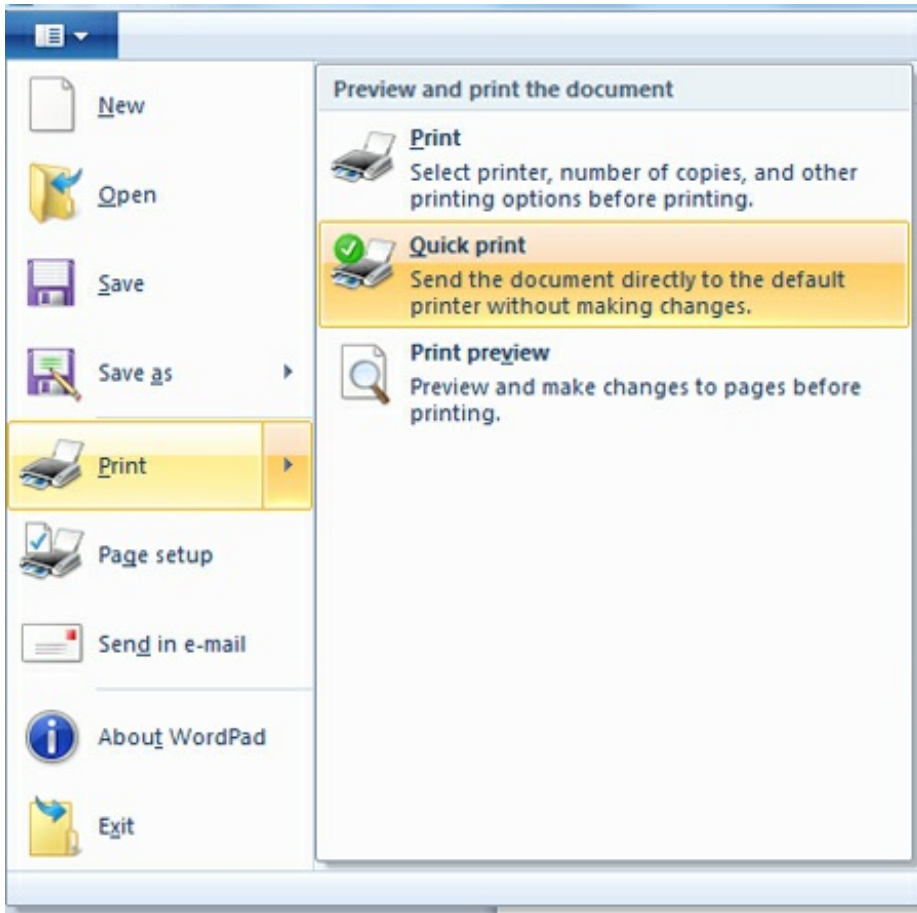 New
Open
Save
Save as
Print
Page setup
Send in e-mail
About WordPad
Exit
Preview and print the document
Print
Select printer, number of copies, and other
printing options before printing.
Quick print
Send the document directly to the default
printer without making changes.
Print preview
Preview and make changes to pages before
printing.